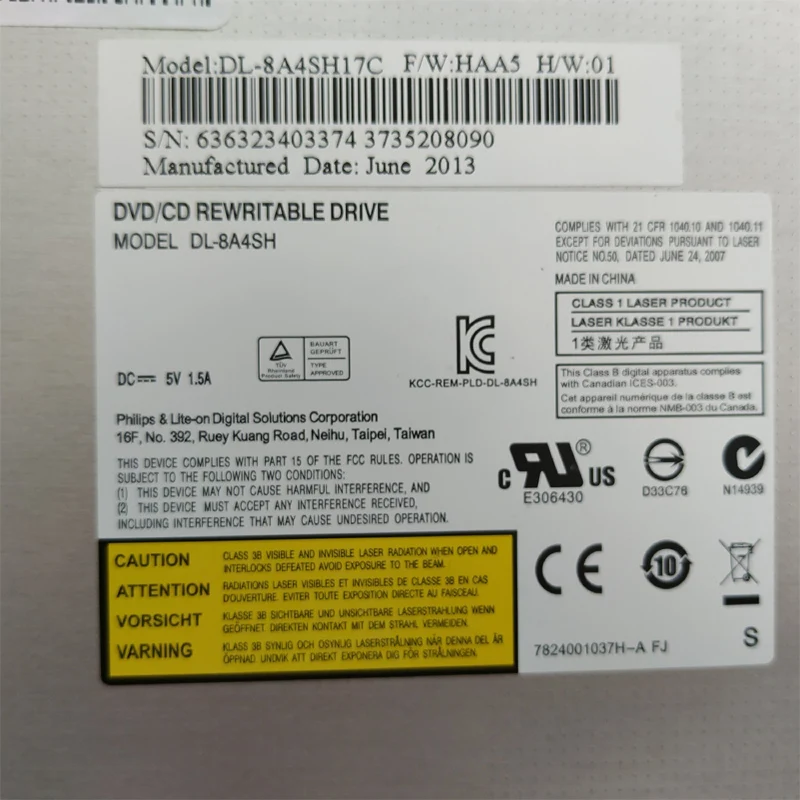 Model:DL-8A4SH17C F/W:HAA5 H/W:01
S/N: 636323403374 3735208090
Manufactured Date: June 2013
DVD/CD REWRITABLE DRIVE
MODEL DL-8A4SH
COMPLIES WITH 21 CFR 1040.10 AND 1040.11
EXCEPT FOR DEVIATIONS PURSUANT TO LASER
NOTICE NO.50, DATED JUNE 24, 2007
MADE IN CHINA
CLASS 1 LASER PRODUCT
LASER KLASSE 1 PRODUKT
1类激光产品
This Class B digital apparatus complies
with Canadian ICES-003.
Cet appareil numérique de la classe B est
conforme à la norme NMB-003 du Canada.
DC 5V 1.5A
TÜV
Rheinland
Product Safety
BAUART
GEPRÜFT
TYPE
APPROVED
KCC-REM-PLD-DL-8A4SH
Philips & Lite-on Digital Solutions Corporation
16F, No. 392, Ruey Kuang Road, Neihu, Taipei, Taiwan
THIS DEVICE COMPLIES WITH PART 15 OF THE FCC RULES. OPERATION IS
SUBJECT TO THE FOLLOWING TWO CONDITIONS:
(1) THIS DEVICE MAY NOT CAUSE HARMFUL INTERFERENCE, AND
(2) THIS DEVICE MUST ACCEPT ANY INTERFERENCE RECEIVED,
INCLUDING INTERFERENCE THAT MAY CAUSE UNDESIRED OPERATION.
c RU ® US
E306430
D33C76
N14939
CAUTION CLASS 3B VISIBLE AND INVISIBLE LASER RADIATION WHEN OPEN AND
INTERLOCKS DEFEATED AVOID EXPOSURE TO THE BEAM.
ATTENTION RADIATIONS LASER VISIBLES ET INVISIBLES DE CLASSE 3B EN CAS
D'OUVERTURE. EVITER TOUTE EXPOSITION DIRECTE AU FAISCEAU.
VORSICHT KLASSE 3B SICHTBARE UND UNSICHTBARE LASERSTRAHLUNG WENN
GEÖFFNET DIREKTEN KONTAKT MIT DEM STRAHL VERMEIDEN.
VARNING KLASS 3B SYNLIG OCH OSYNLIG LASERSTRÅLNING NÄR DENNA DEL ÄR
ÖPPNAD. UNDVIK ATT DIREKT EXPONERA DIG FÖR STRÅLNINGEN.
CE
10
7824001037H-A FJ
S